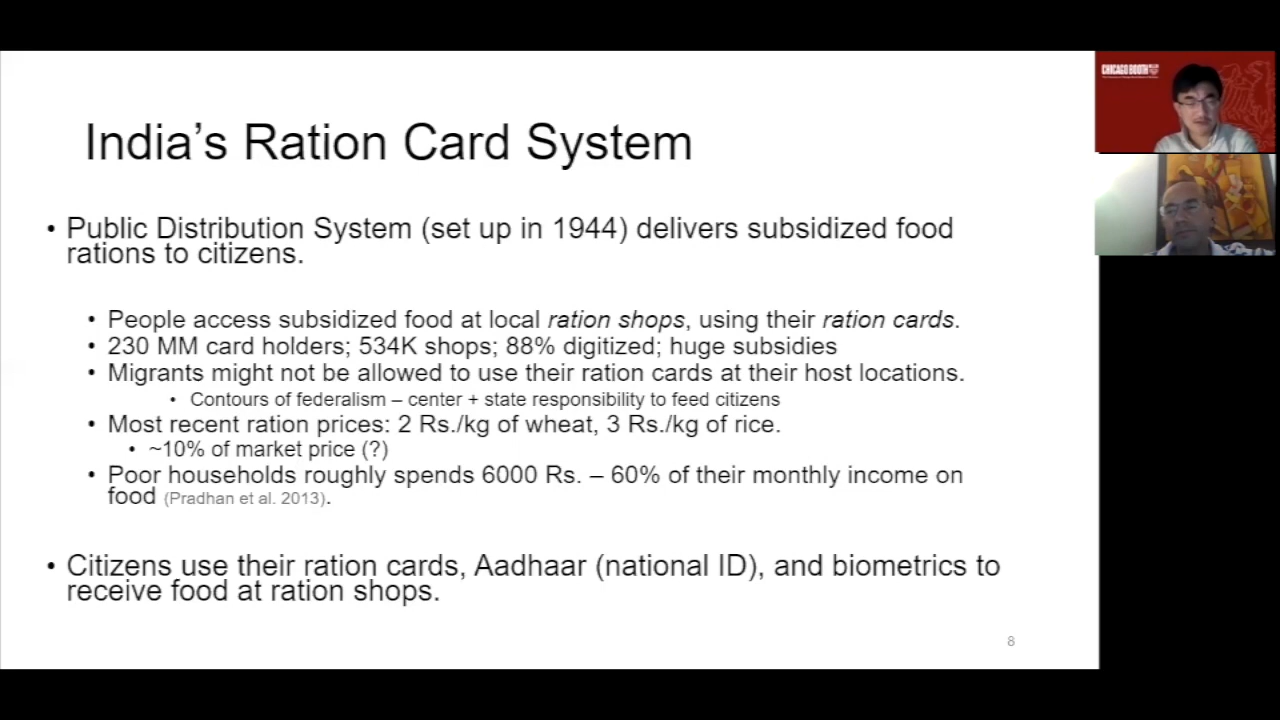 India's Ration Card System
• Public Distribution System (set up in 1944) delivers subsidized food
rations to citizens.
• People access subsidized food at local ration shops, using their ration cards.
• 230 MM card holders; 534K shops; 88% digitized; huge subsidies
• Migrants might not be allowed to use their ration cards at their host locations.
• Contours of federalism – center + state responsibility to feed citizens
• Most recent ration prices: 2 Rs./kg of wheat, 3 Rs./kg of rice.
• ~10% of market price (?)
• Poor households roughly spends 6000 Rs. – 60% of their monthly income on
food (Pradhan et al. 2013).
• Citizens use their ration cards, Aadhaar (national ID), and biometrics to
receive food at ration shops.
8
CHICAGO BOOTH